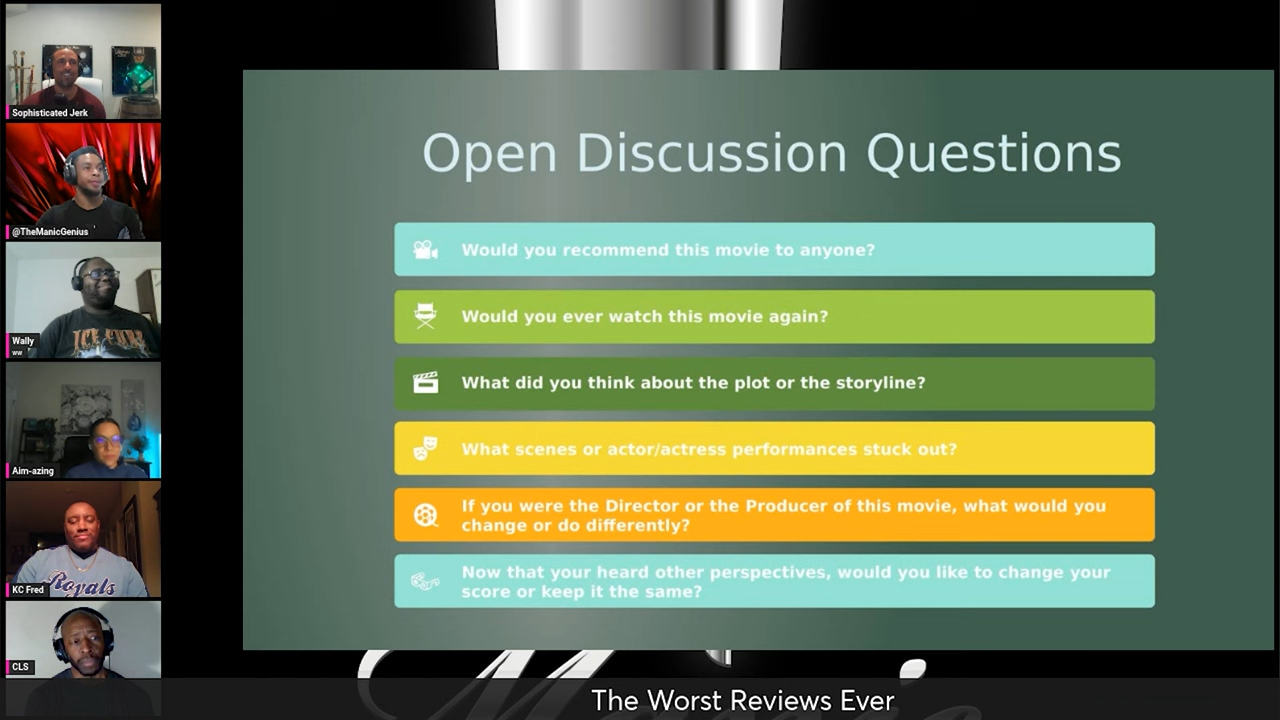 Sophisticated Jerk
@TheManicGenius
ICE CUBE
Wally
ww
Aim-azing
Royals
KC Fred
CLS
Open Discussion Questions
Would you recommend this movie to anyone?
Would you ever watch this movie again?
What did you think about the plot or the storyline?
What scenes or actor/actress performances stuck out?
If you were the Director or the Producer of this movie, what would you
change or do differently?
Now that your heard other perspectives, would you like to change your
score or keep it the same?
The Worst Reviews Ever